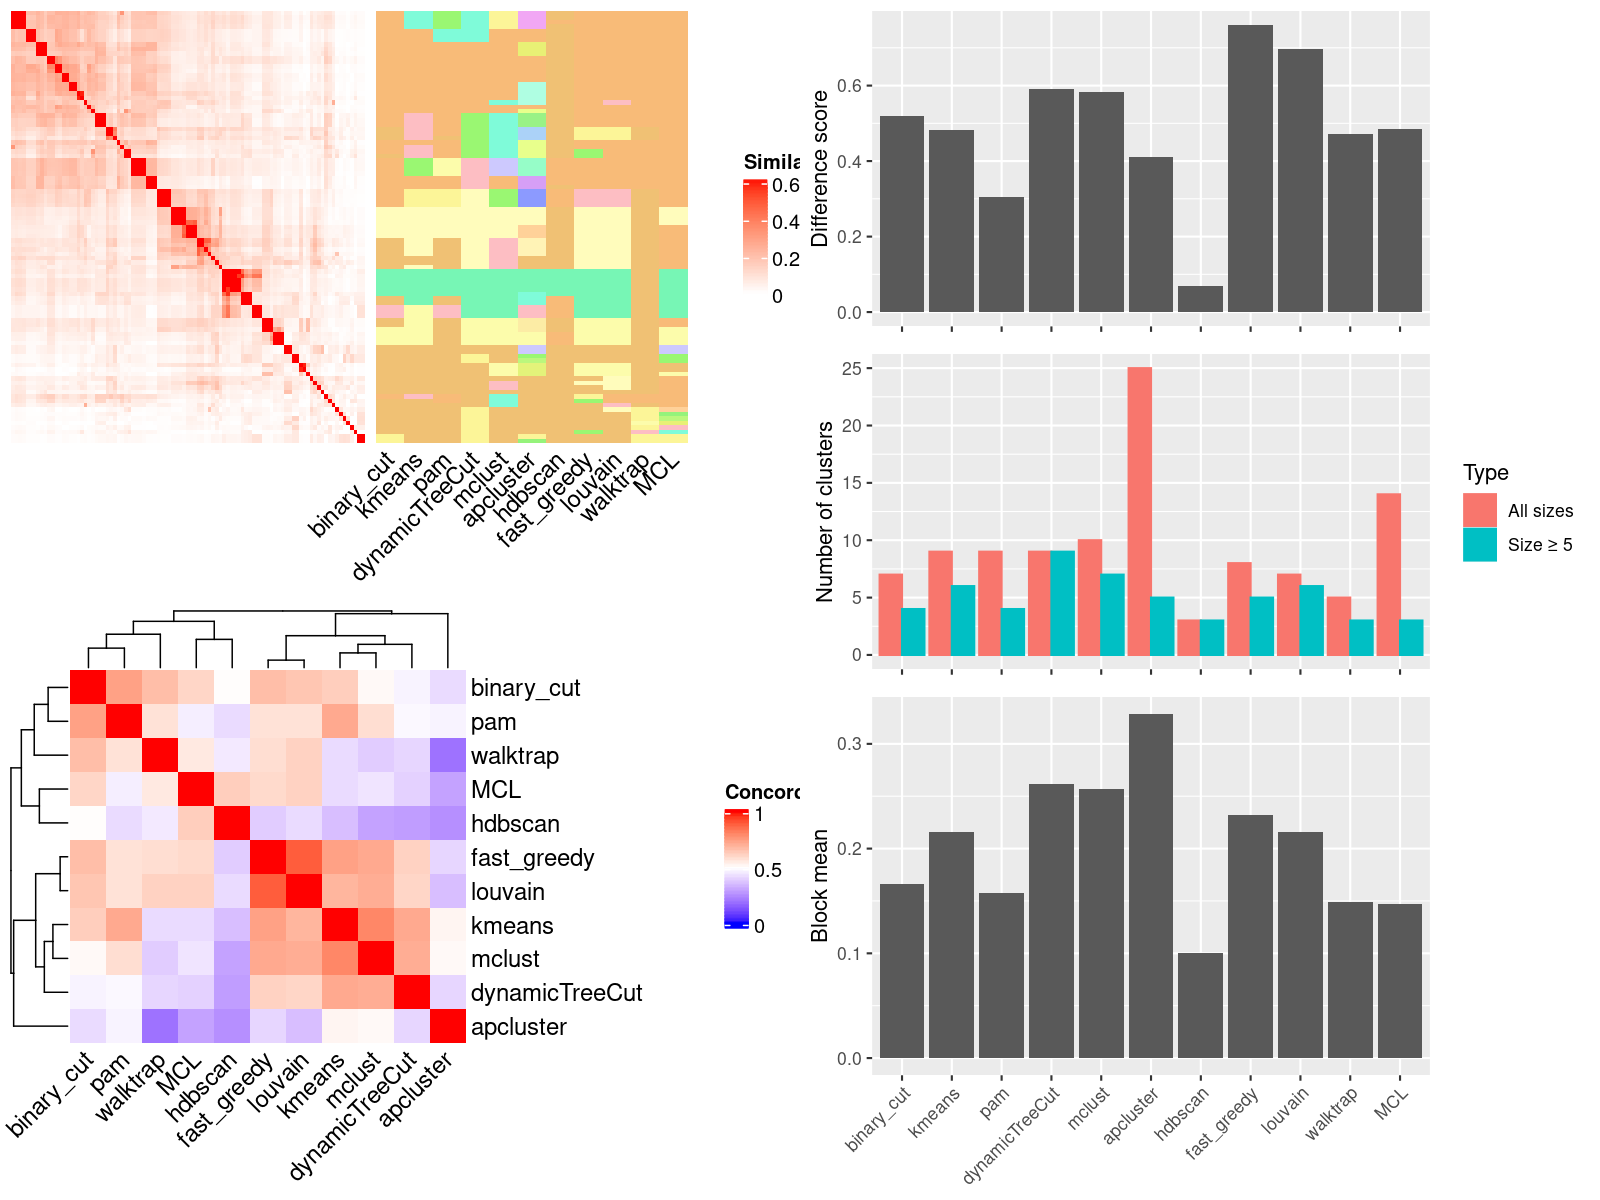 Simila
0.6
0.4
0.2
0
binary_cut
kmeans
pam
dynamicTreeCut
mclust
apcluster
hdbscan
fast_greedy
louvain
walktrap
MCL
binary_cut
pam
walktrap
MCL
hdbscan
fast_greedy
louvain
kmeans
mclust
dynamicTreeCut
apcluster
Concord
1
0.5
0
binary_cut
pam
walktrap
MCL
hdbscan
fast_greedy
louvain
kmeans
mclust
dynamicTreeCut
apcluster
Difference score
0.6
0.4
0.2
0.0
Number of clusters
25
20
15
10
5
0
Type
All sizes
Size ≥ 5
Block mean
0.3
0.2
0.1
0.0
binary_cut
kmeans
pam
dynamicTreeCut
mclust
apcluster
hdbscan
fast_greedy
louvain
walktrap
MCL